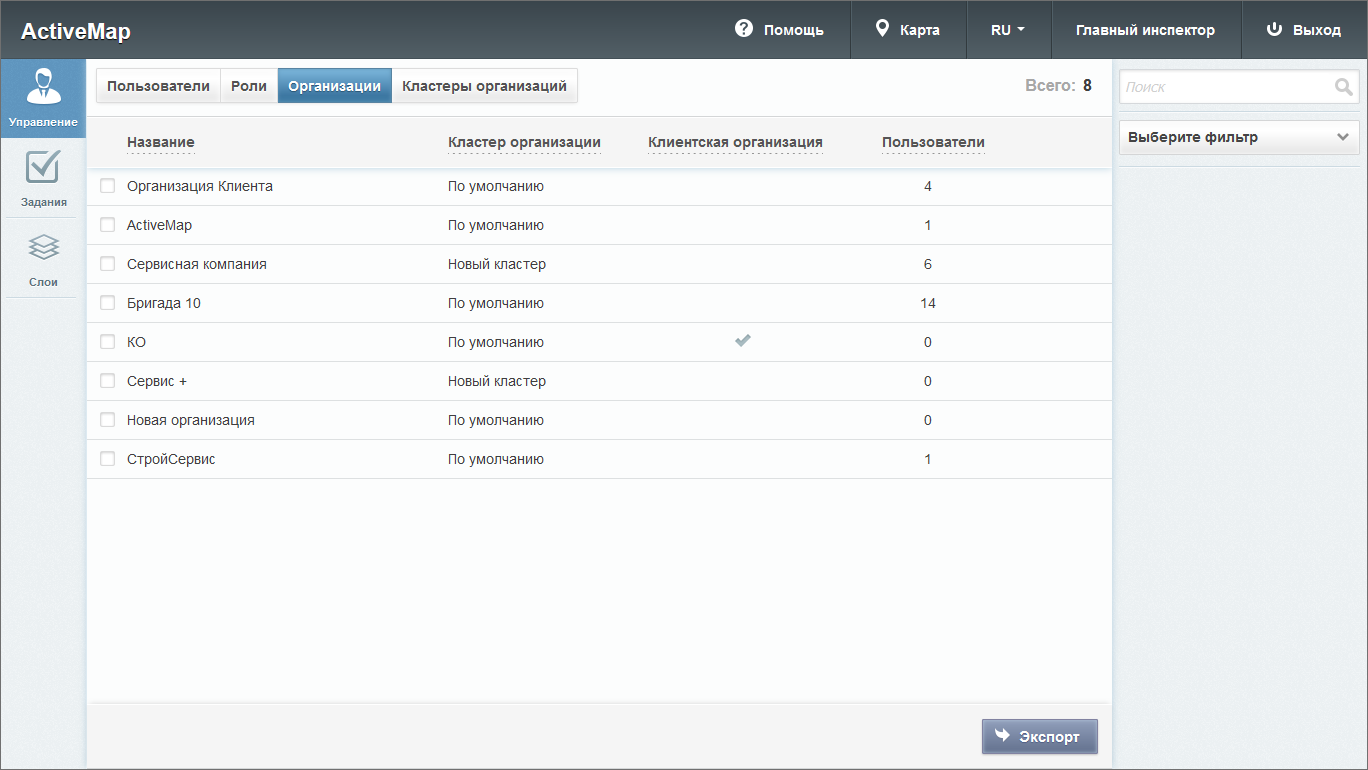 ActiveMap Помощь Карта RU Главный инспектор Выход
Управление
Задания
Слои
Пользователи Роли Организации Кластеры организаций Всего: 8
Название Кластер организации Клиентская организация Пользователи
Организация Клиента По умолчанию 4
ActiveMap По умолчанию 1
Сервисная компания Новый кластер 6
Бригада 10 По умолчанию 14
КО По умолчанию 0
Сервис + Новый кластер 0
Новая организация По умолчанию 0
СтройСервис По умолчанию 1
Экспорт
Поиск
Выберите фильтр